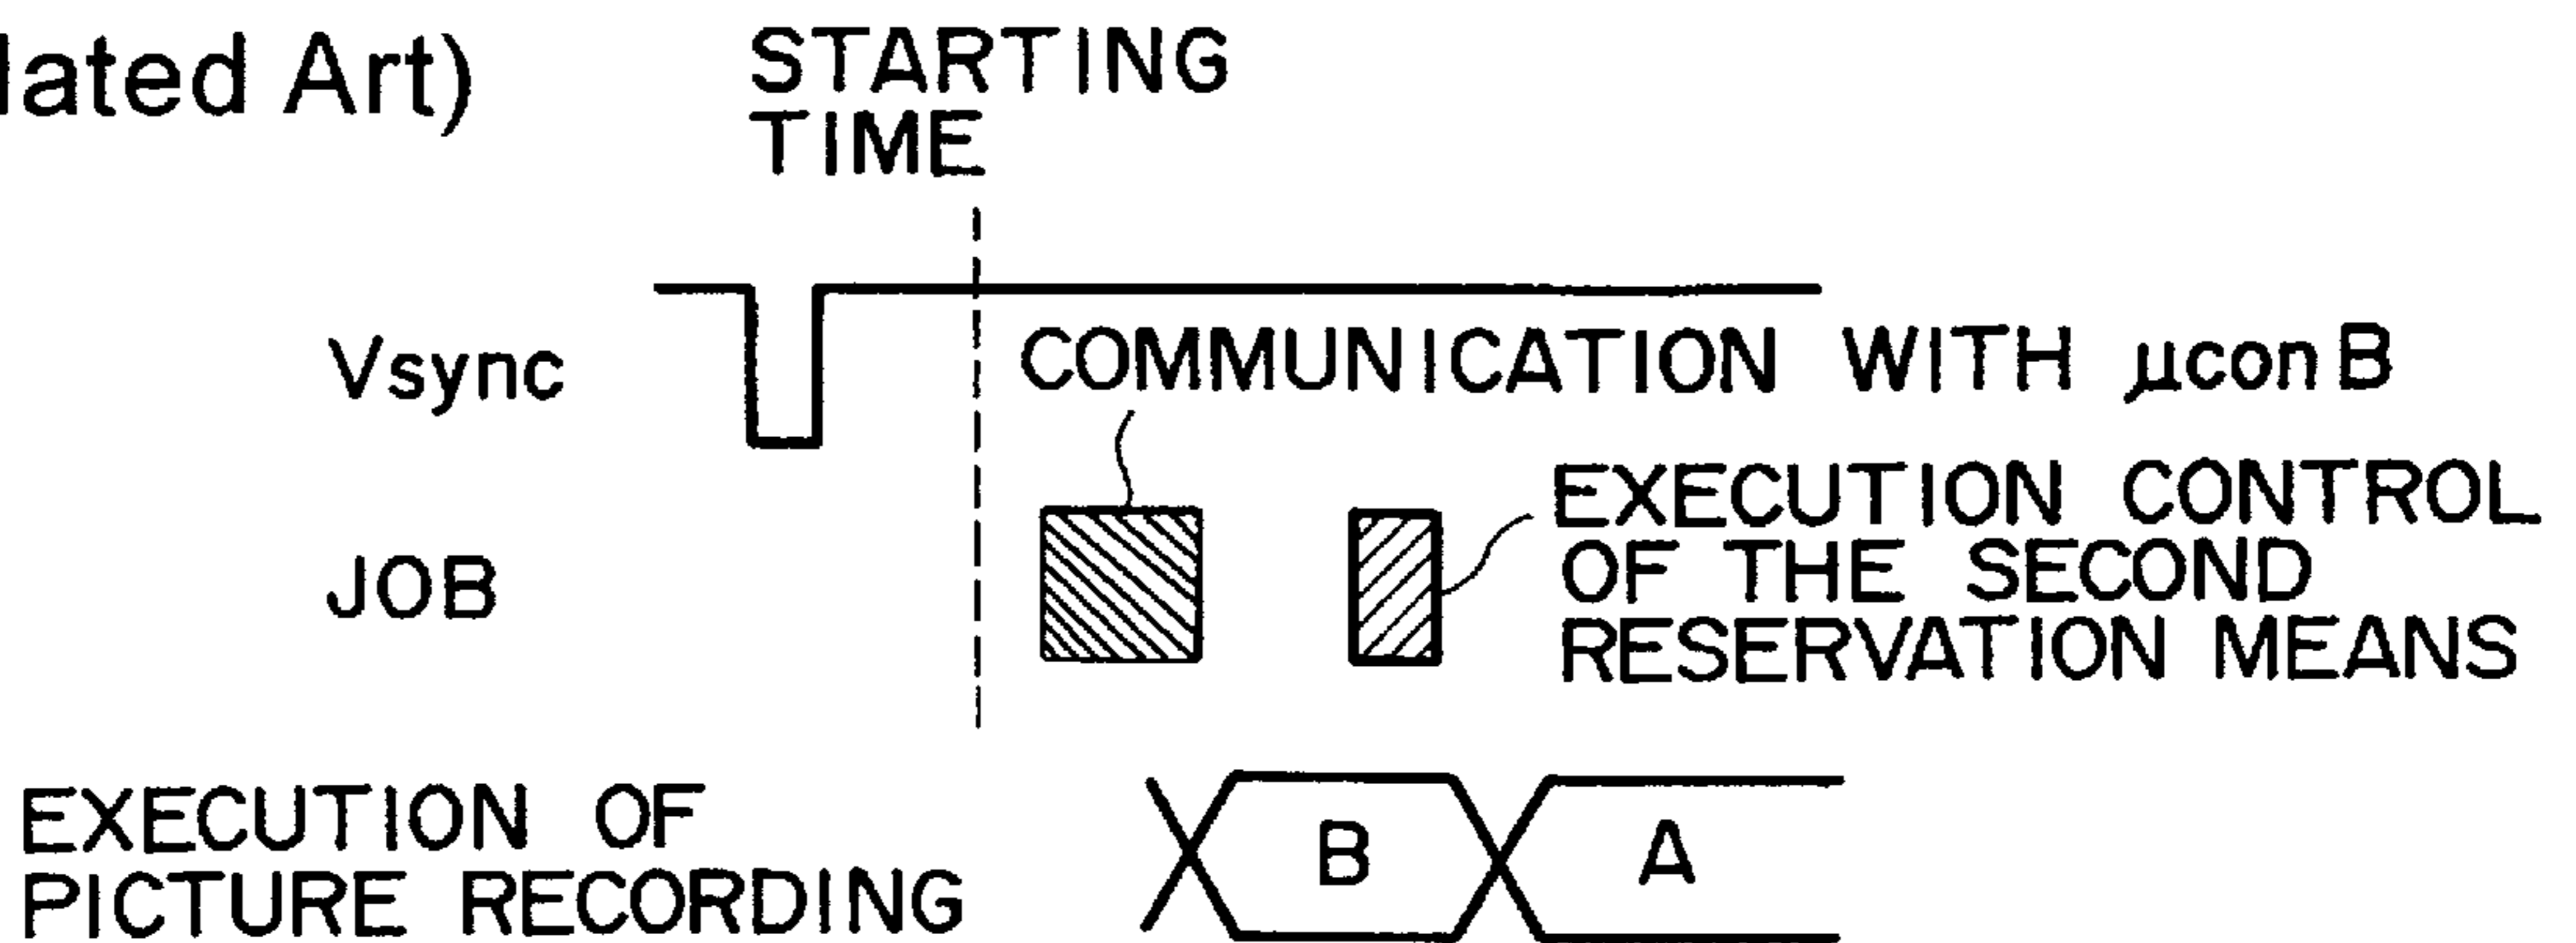 lated Art)
STARTING
TIME
Vsync
COMMUNICATION WITH μcon B
JOB
EXECUTION CONTROL
OF THE SECOND
RESERVATION MEANS
EXECUTION OF
PICTURE RECORDING
B
A